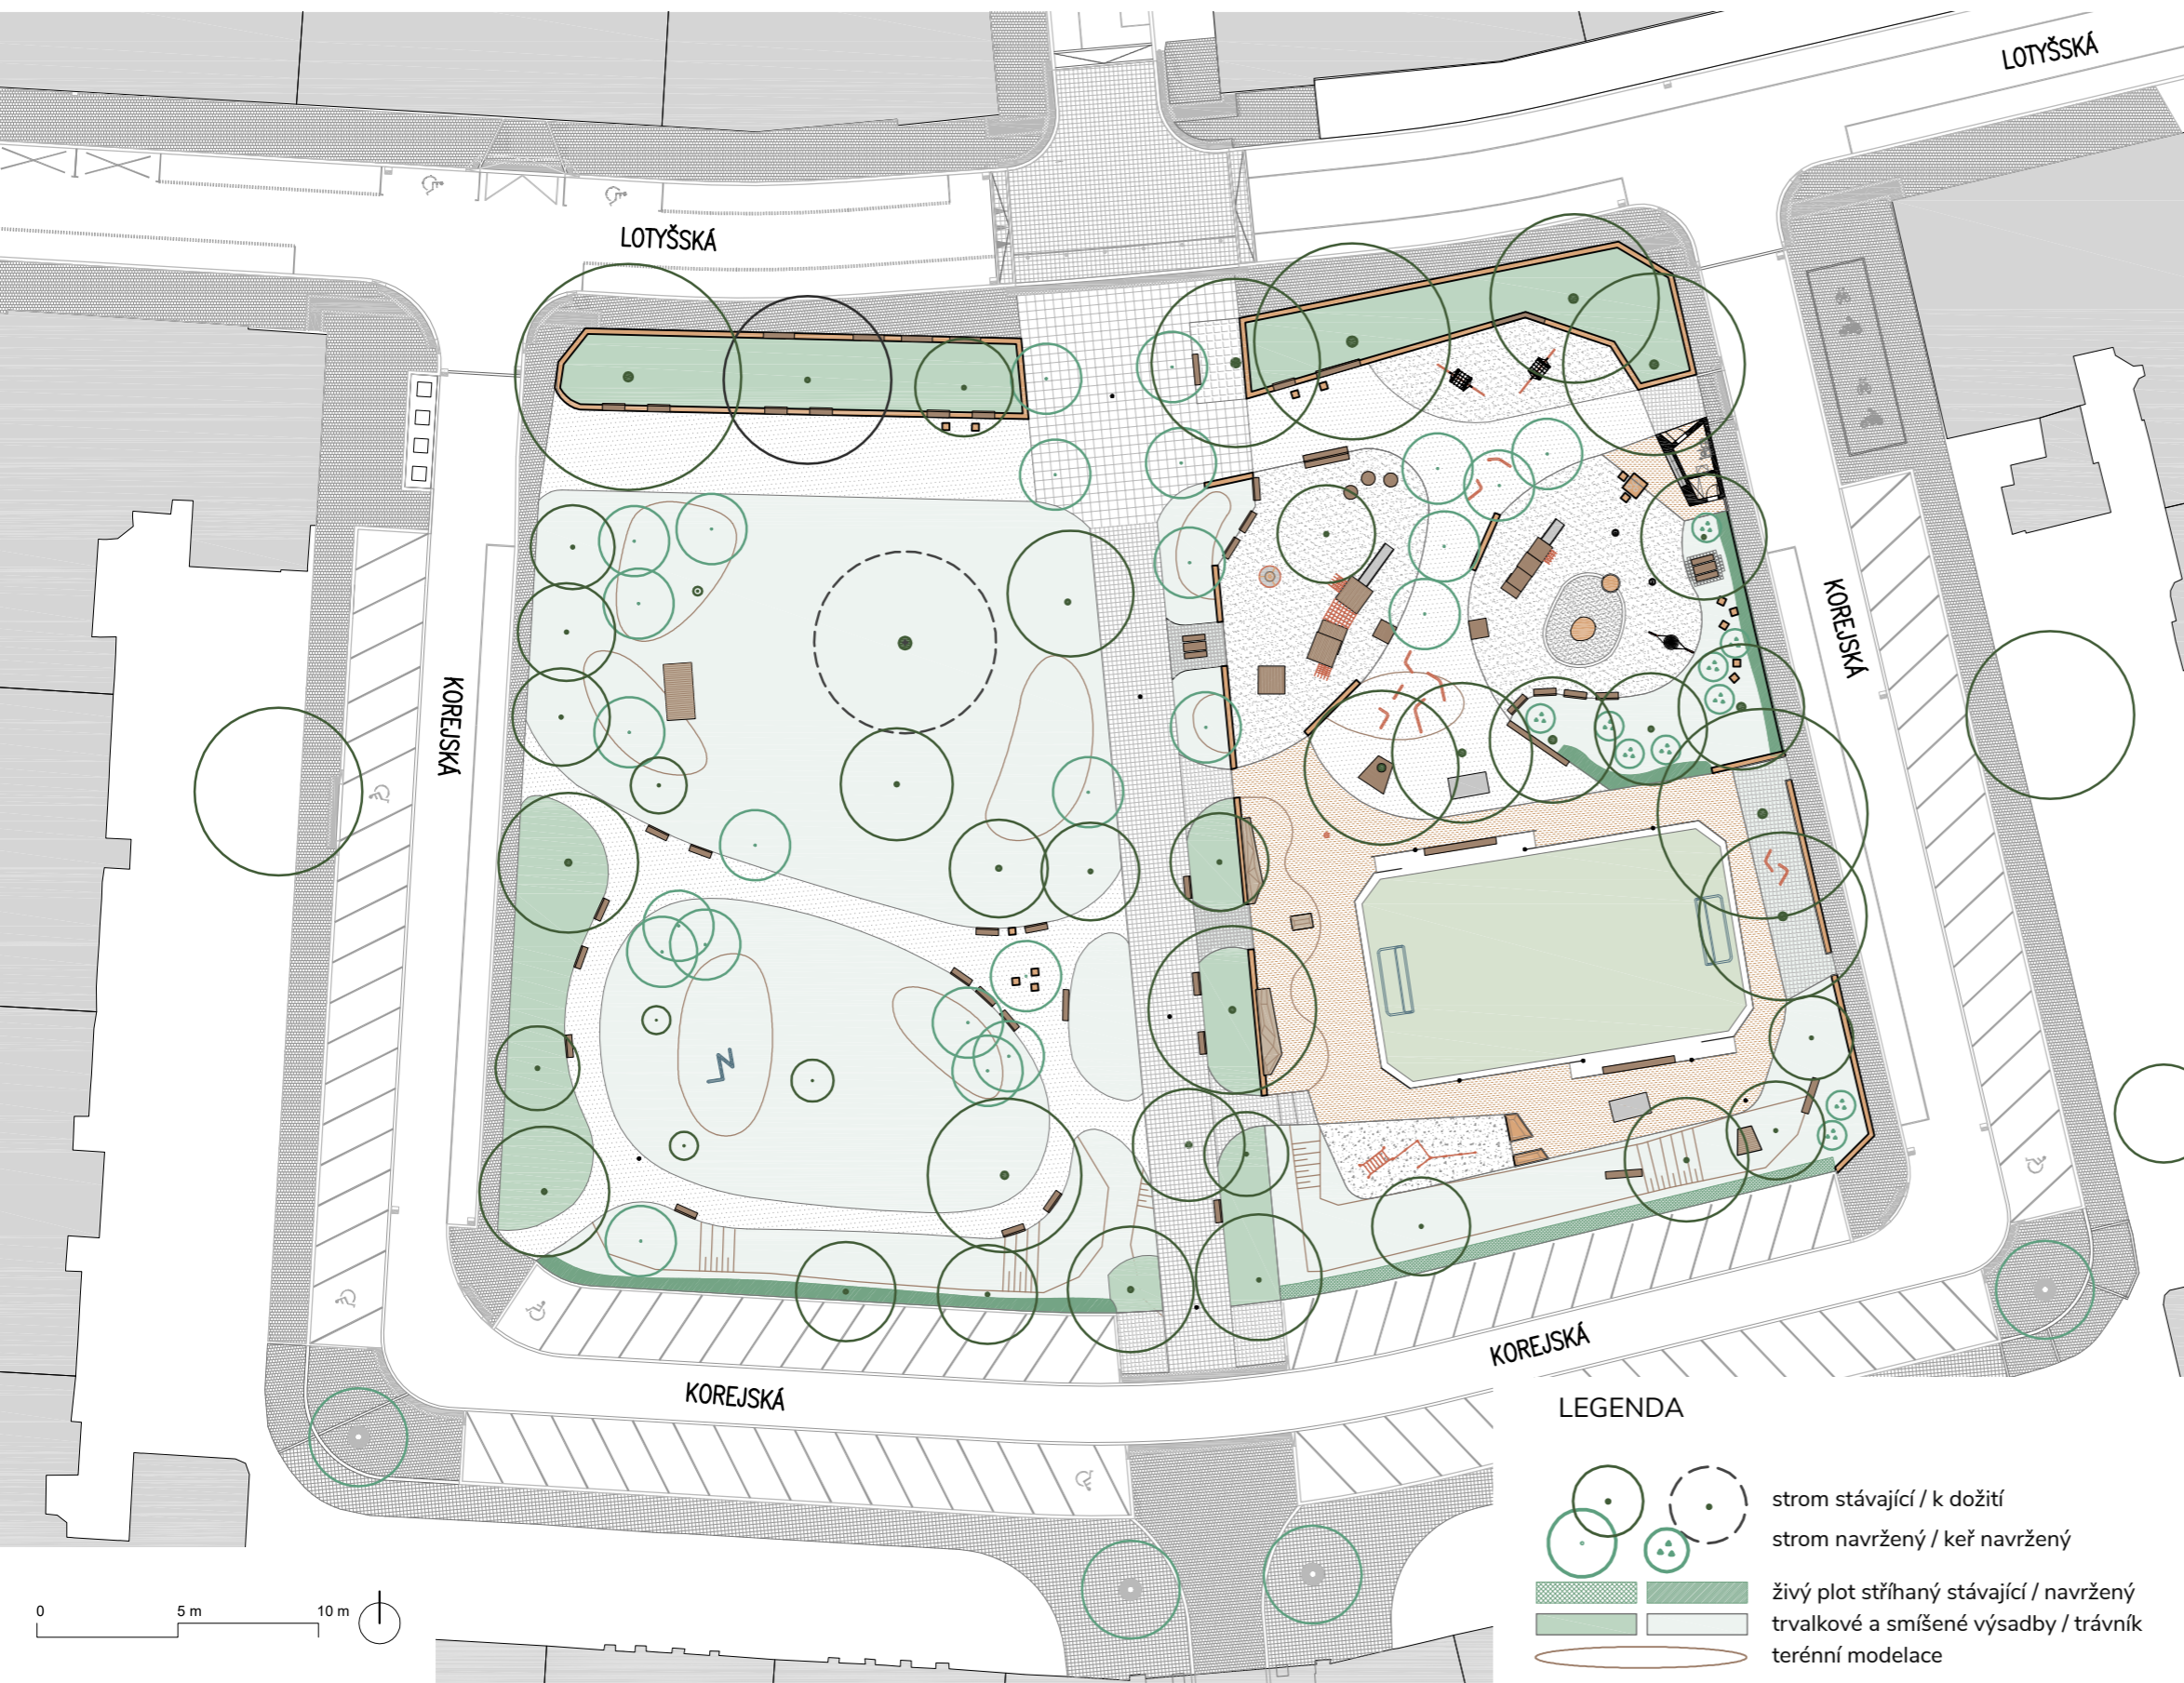 LOTYŠSKÁ
LOTYŠSKÁ
KOREJSKÁ
KOREJSKÁ
KOREJSKÁ
KOREJSKÁ
LEGENDA
strom stávající / k dožití
strom navržený / keř navržený
živý plot stříhaný stávající / navržený
trvalkové a smíšené výsadby / trávník
terénní modelace
0 5 m 10 m